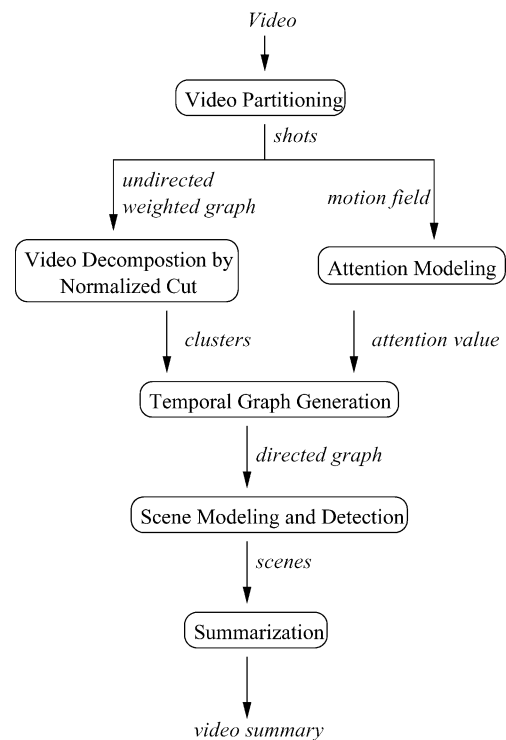 Video
Video Partitioning
shots
undirected
weighted graph
motion field
Video Decompostion by
Normalized Cut
Attention Modeling
clusters
attention value
Temporal Graph Generation
directed graph
Scene Modeling and Detection
scenes
Summarization
video summary